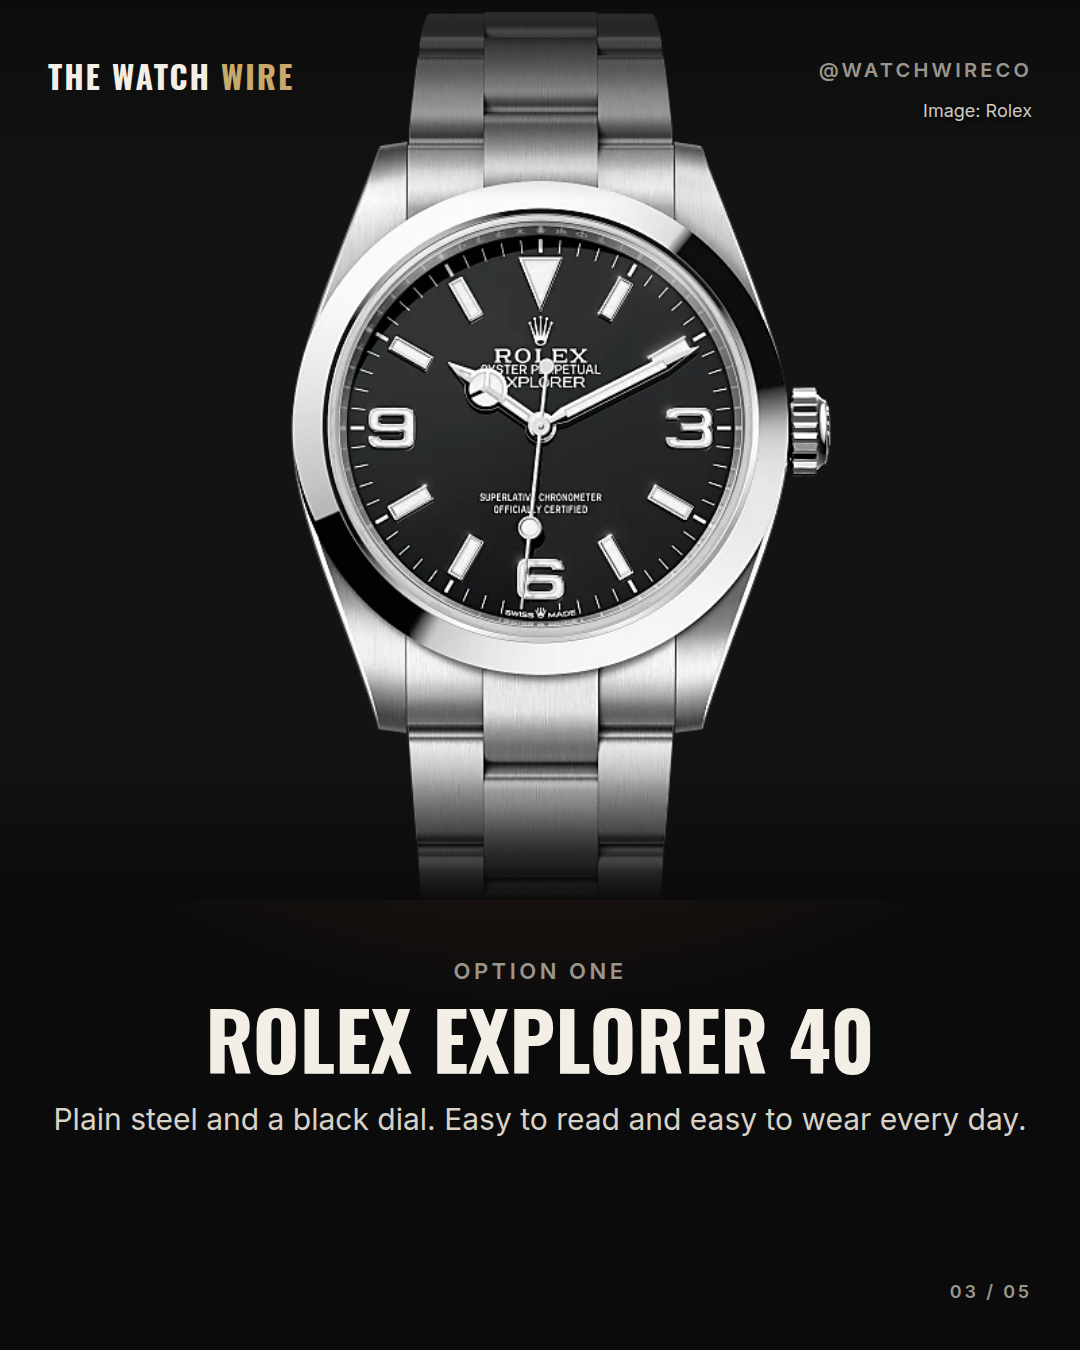 THE WATCH WIRE
@WATCHWIRECO
Image: Rolex
ROLEX
OYSTER PERPETUAL
EXPLORER
9
3
SUPERLATIVE CHRONOMETER
OFFICIALLY CERTIFIED
6
SWISS MADE
OPTION ONE
ROLEX EXPLORER 40
Plain steel and a black dial. Easy to read and easy to wear every day.
03 / 05